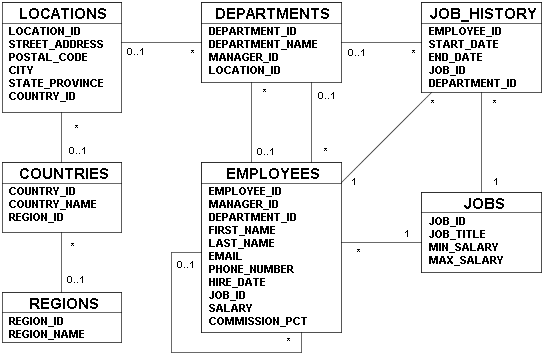 LOCATIONS
LOCATION_ID
STREET_ADDRESS
POSTAL_CODE
CITY
STATE_PROVINCE
COUNTRY_ID
0..1
*
DEPARTMENTS
DEPARTMENT_ID
DEPARTMENT_NAME
MANAGER_ID
LOCATION_ID
0..1
*
JOB_HISTORY
EMPLOYEE_ID
START_DATE
END_DATE
JOB_ID
DEPARTMENT_ID
*
0..1
*
0..1
0..1
*
*
1
*
1
COUNTRIES
COUNTRY_ID
COUNTRY_NAME
REGION_ID
*
0..1
EMPLOYEES
EMPLOYEE_ID
MANAGER_ID
DEPARTMENT_ID
FIRST_NAME
LAST_NAME
EMAIL
PHONE_NUMBER
HIRE_DATE
JOB_ID
SALARY
COMMISSION_PCT
0..1
*
*
1
JOBS
JOB_ID
JOB_TITLE
MIN_SALARY
MAX_SALARY
REGIONS
REGION_ID
REGION_NAME